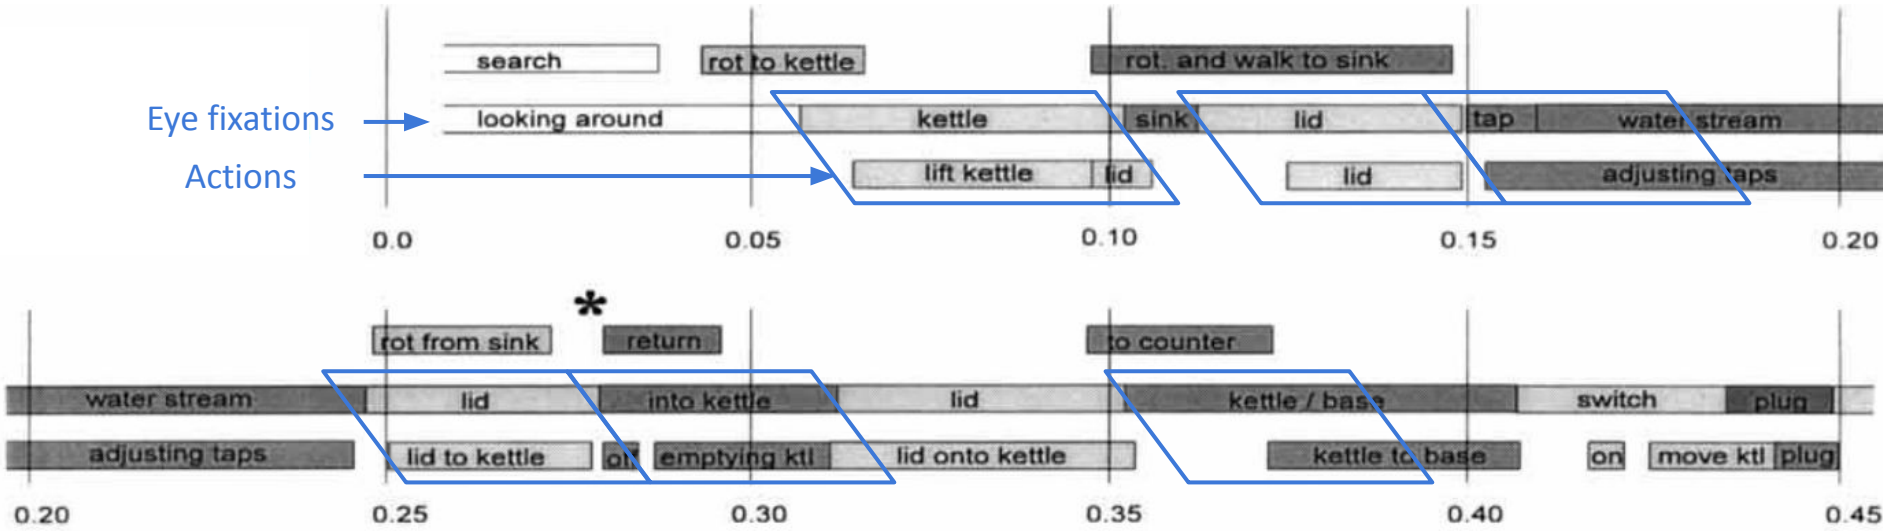 search rot to kettle rot. and walk to sink
Eye fixations looking around kettle sink lid tap water stream
Actions lift kettle lid lid adjusting taps
0.0 0.05 0.10 0.15 0.20
*
rot from sink return to counter
water stream lid into kettle lid kettle / base switch plug
adjusting taps lid to kettle off emptying ktl lid onto kettle kettle to base on move ktl plug
0.20 0.25 0.30 0.35 0.40 0.45